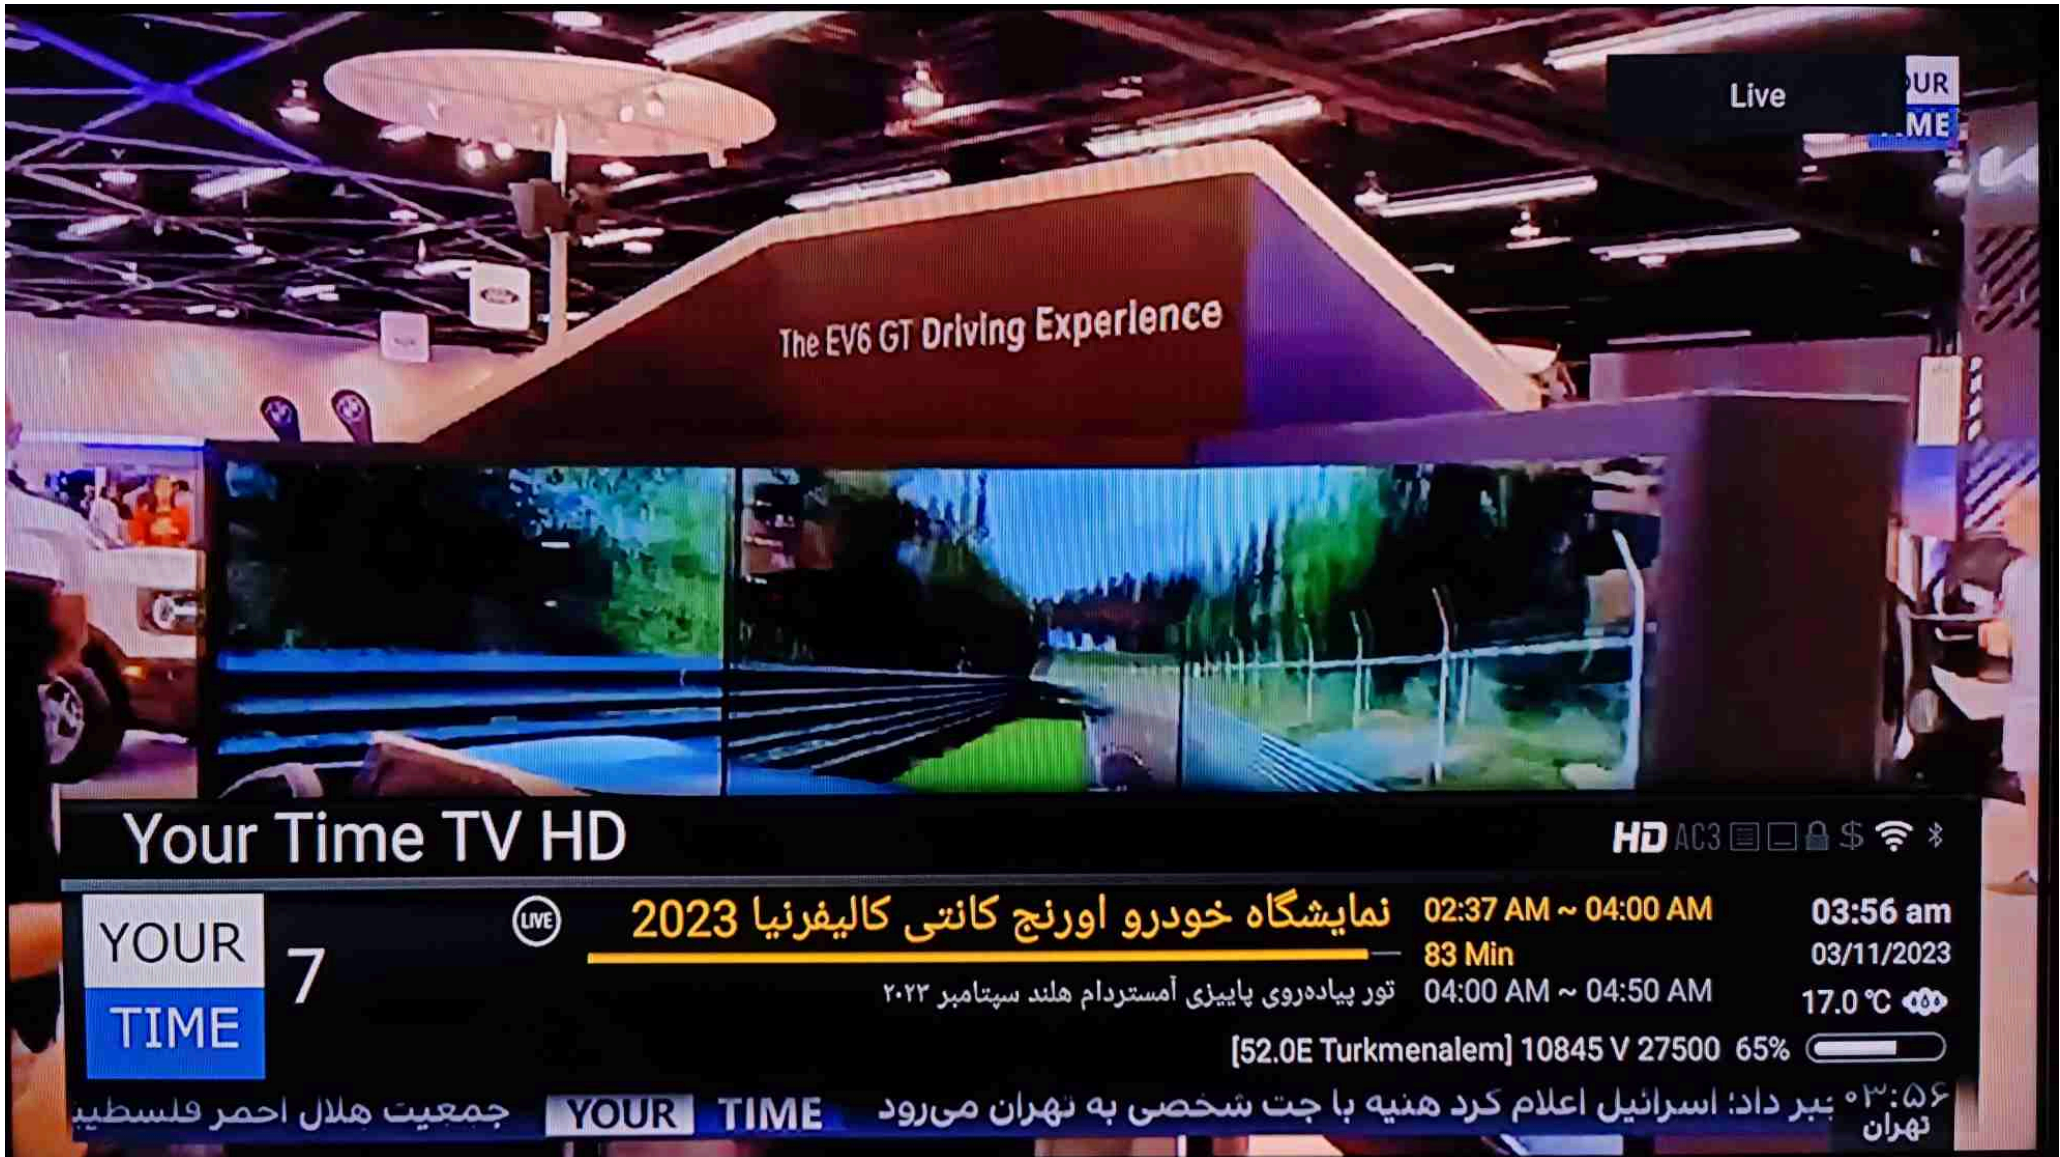 Live
OUR
ME
The EV6 GT Driving Experience
Your Time TV HD
HD AC3 $
YOUR
TIME
7
LIVE
نمایشگاه خودرو اورنج کانتی کالیفرنیا 2023
02:37 AM ~ 04:00 AM
03:56 am
83 Min
03/11/2023
تور پیاده‌روی پاییزی آمستردام هلند سپتامبر ۲۰۲۳
04:00 AM ~ 04:50 AM
17.0 °C
[52.0E Turkmenalem] 10845 V 27500 65%
۰۳:۵۶
تهران
داد: اسرائیل اعلام کرد هنیه با جت شخصی به تهران می‌رود
YOUR TIME
جمعیت هلال احمر